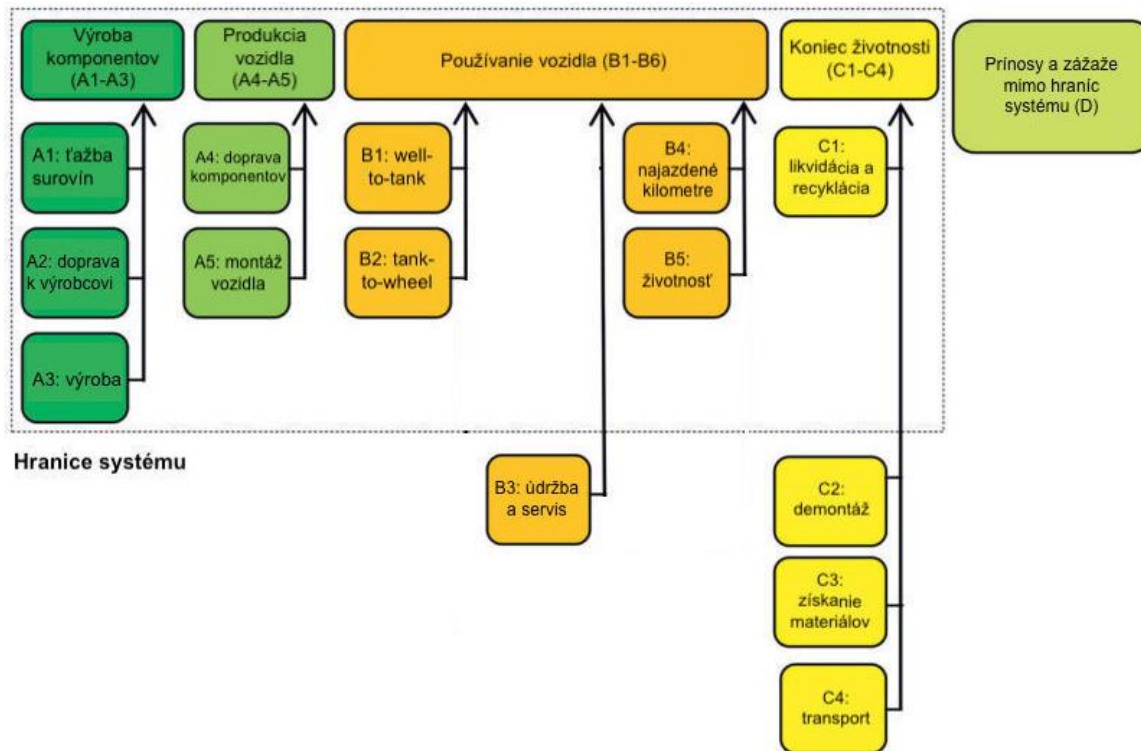 Výroba
komponentov
(A1-A3)
Produkcia
vozidla
(A4-A5)
Používanie vozidla (B1-B6)
Koniec životnosti
(C1-C4)
Prínosy a zážaže
mimo hraníc
systému (D)
A1: ťažba
surovín
A4: doprava
komponentov
B1: well-
to-tank
B4:
najazdené
kilometre
C1:
likvidácia a
recyklácia
A2: doprava
k výrobcovi
A5: montáž
vozidla
B2: tank-
to-wheel
B5:
životnosť
A3: výroba
Hranice systému
B3: údržba
a servis
C2:
demontáž
C3:
získanie
materiálov
C4:
transport